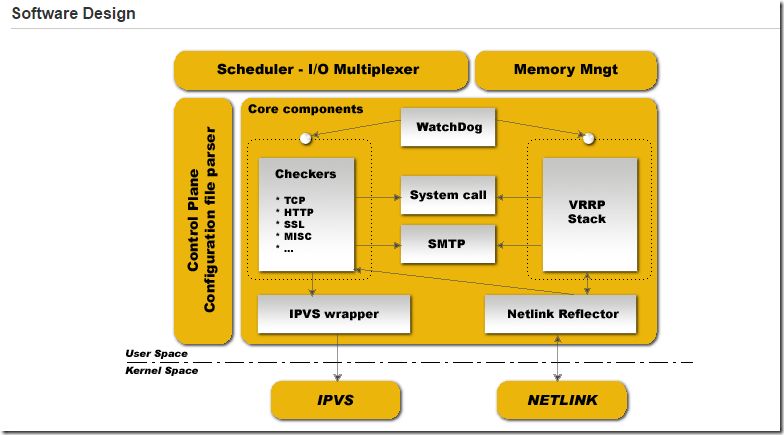 Software Design
Scheduler - I/O Multiplexer
Memory Mngt
Control Plane
Configuration file parser
Core components
WatchDog
Checkers
* TCP
* HTTP
* SSL
* MISC
* ...
System call
SMTP
VRRP
Stack
IPVS wrapper
Netlink Reflector
User Space
Kernel Space
IPVS
NETLINK